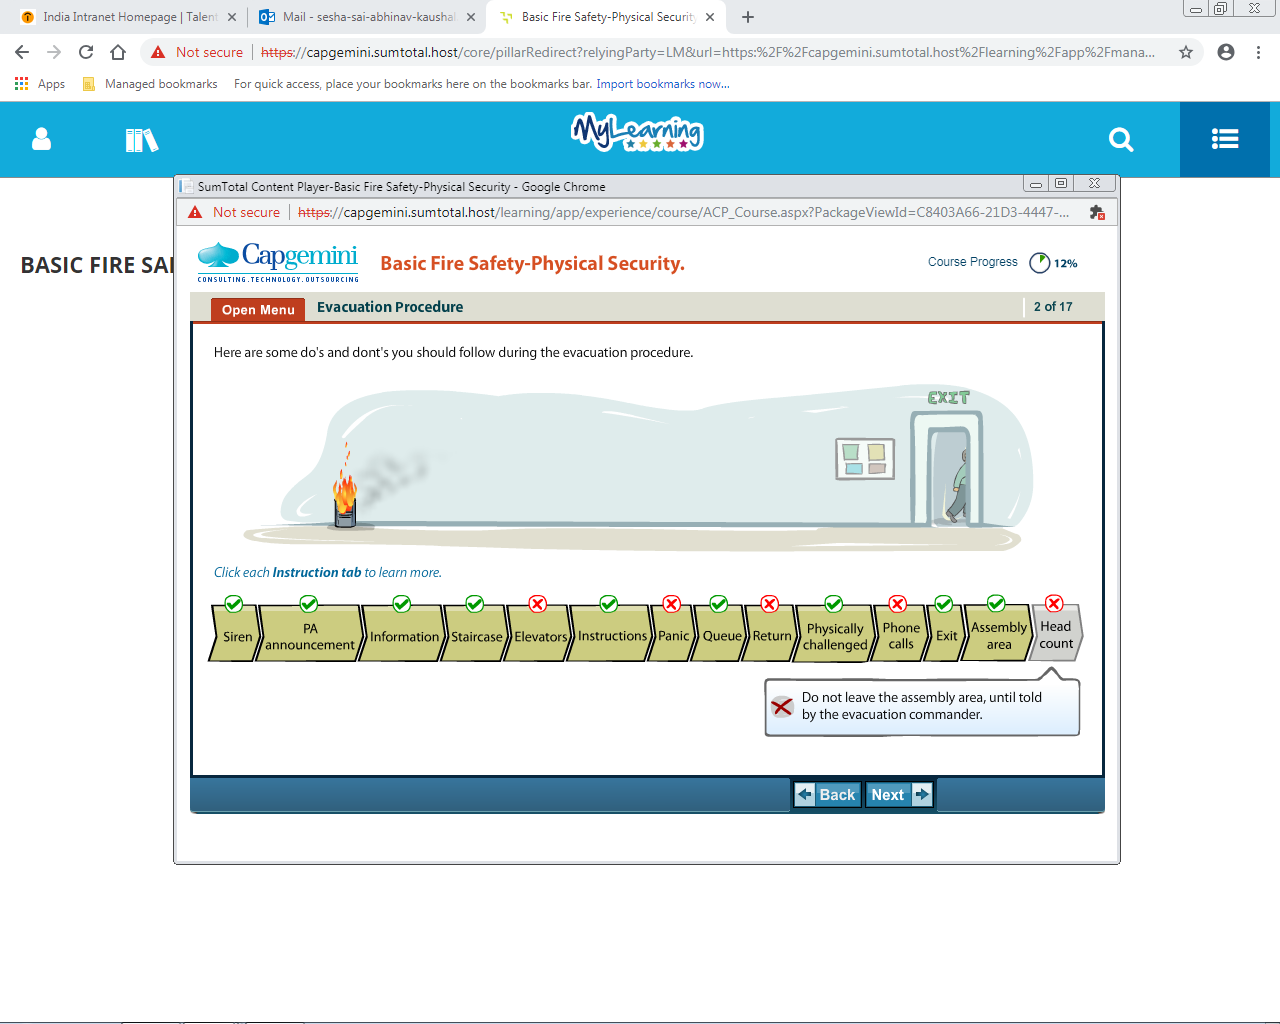 India Intranet Homepage | Talent
Mail - sesha-sai-abhinav-kaushal
Basic Fire Safety-Physical Security
Not secure
https://capgemini.sumtotal.host/core/pillarRedirect?relyingParty=LM&url=https:%2F%2Fcapgemini.sumtotal.host%2Flearning%2Fapp%2Fmana...
Apps
Managed bookmarks
For quick access, place your bookmarks here on the bookmarks bar. Import bookmarks now...
MyLearning
SumTotal Content Player-Basic Fire Safety-Physical Security - Google Chrome
Not secure
https://capgemini.sumtotal.host/learning/app/experience/course/ACP_Course.aspx?PackageViewId=C8403A66-21D3-4447-...
BASIC FIRE SA
Capgemini
CONSULTING.TECHNOLOGY.OUTSOURCING
Basic Fire Safety-Physical Security.
Course Progress
12%
Open Menu
Evacuation Procedure
2 of 17
Here are some do's and dont's you should follow during the evacuation procedure.
EXIT
Click each Instruction tab to learn more.
Siren
PA
announcement
Information
Staircase
Elevators
Instructions
Panic
Queue
Return
Physically
challenged
Phone
calls
Exit
Assembly
area
Head
count
Do not leave the assembly area, until told
by the evacuation commander.
Back
Next